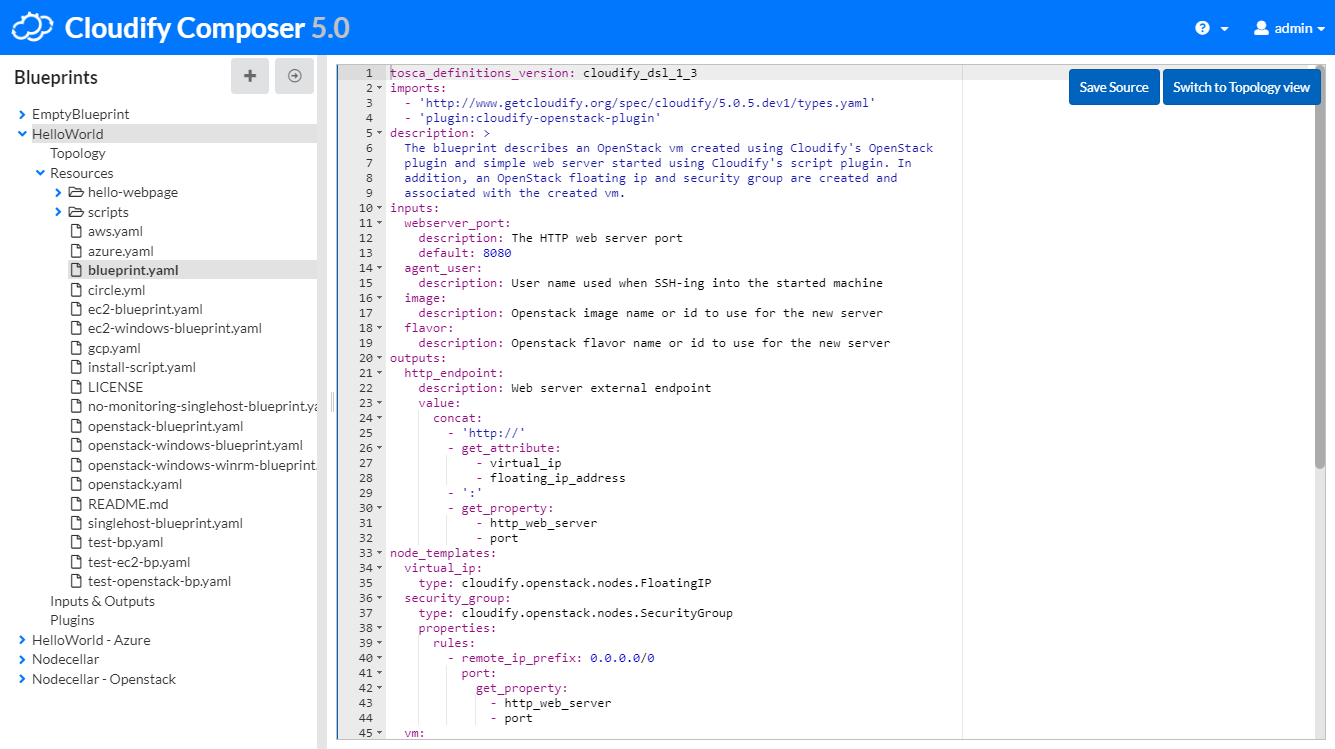 Cloudify Composer 5.0
admin
Blueprints
EmptyBlueprint
HelloWorld
Topology
Resources
hello-webpage
scripts
aws.yaml
azure.yaml
blueprint.yaml
circle.yml
ec2-blueprint.yaml
ec2-windows-blueprint.yaml
gcp.yaml
install-script.yaml
LICENSE
no-monitoring-singlehost-blueprint.ya
openstack-blueprint.yaml
openstack-windows-blueprint.yaml
openstack-windows-winrm-blueprint.
openstack.yaml
README.md
singlehost-blueprint.yaml
test-bp.yaml
test-ec2-bp.yaml
test-openstack-bp.yaml
Inputs & Outputs
Plugins
HelloWorld - Azure
Nodecellar
Nodecellar - Openstack
Save Source
Switch to Topology view
1 tosca_definitions_version: cloudify_dsl_1_3
2 imports:
3 - 'http://www.getcloudify.org/spec/cloudify/5.0.5.dev1/types.yaml'
4 - 'plugin:cloudify-openstack-plugin'
5 description: >
6 The blueprint describes an OpenStack vm created using Cloudify's OpenStack
7 plugin and simple web server started using Cloudify's script plugin. In
8 addition, an OpenStack floating ip and security group are created and
9 associated with the created vm.
10 inputs:
11 webserver_port:
12 description: The HTTP web server port
13 default: 8080
14 agent_user:
15 description: User name used when SSH-ing into the started machine
16 image:
17 description: Openstack image name or id to use for the new server
18 flavor:
19 description: Openstack flavor name or id to use for the new server
20 outputs:
21 http_endpoint:
22 description: Web server external endpoint
23 value:
24 concat:
25 - 'http://'
26 - get_attribute:
27 - virtual_ip
28 - floating_ip_address
29 - ':'
30 - get_property:
31 - http_web_server
32 - port
33 node_templates:
34 virtual_ip:
35 type: cloudify.openstack.nodes.FloatingIP
36 security_group:
37 type: cloudify.openstack.nodes.SecurityGroup
38 properties:
39 rules:
40 - remote_ip_prefix: 0.0.0.0/0
41 port:
42 get_property:
43 - http_web_server
44 - port
45 vm: